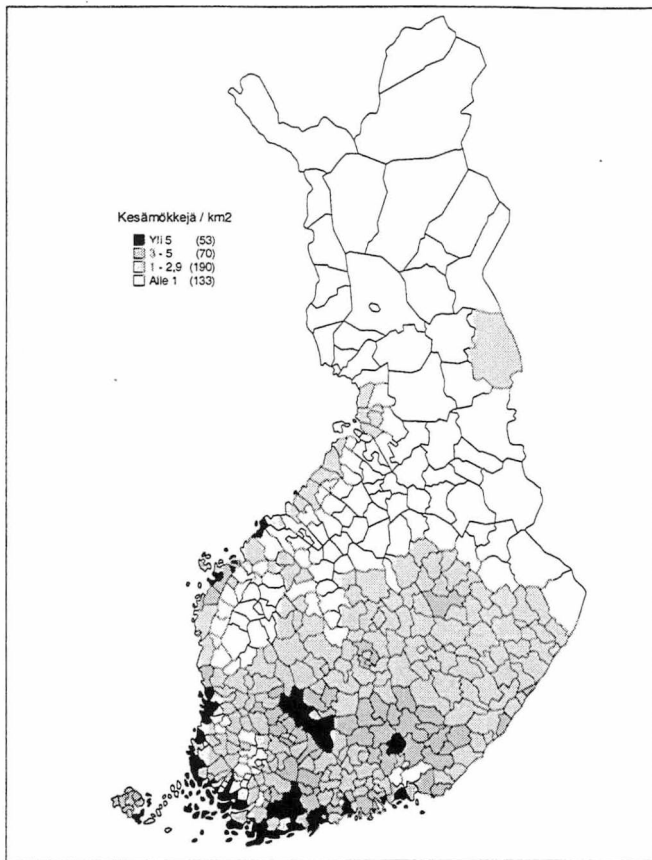 Kesämökkejä / km2
Yli 5 (53)
3 - 5 (70)
1 - 2,9 (190)
Alle 1 (133)